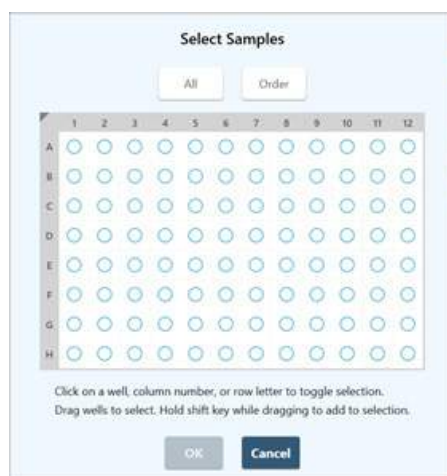 Select Samples
All Order
1 2 3 4 5 6 7 8 9 10 11 12
A
B
C
D
E
F
G
H
Click on a well, column number, or row letter to toggle selection.
Drag wells to select. Hold shift key while dragging to add to selection.
OK Cancel